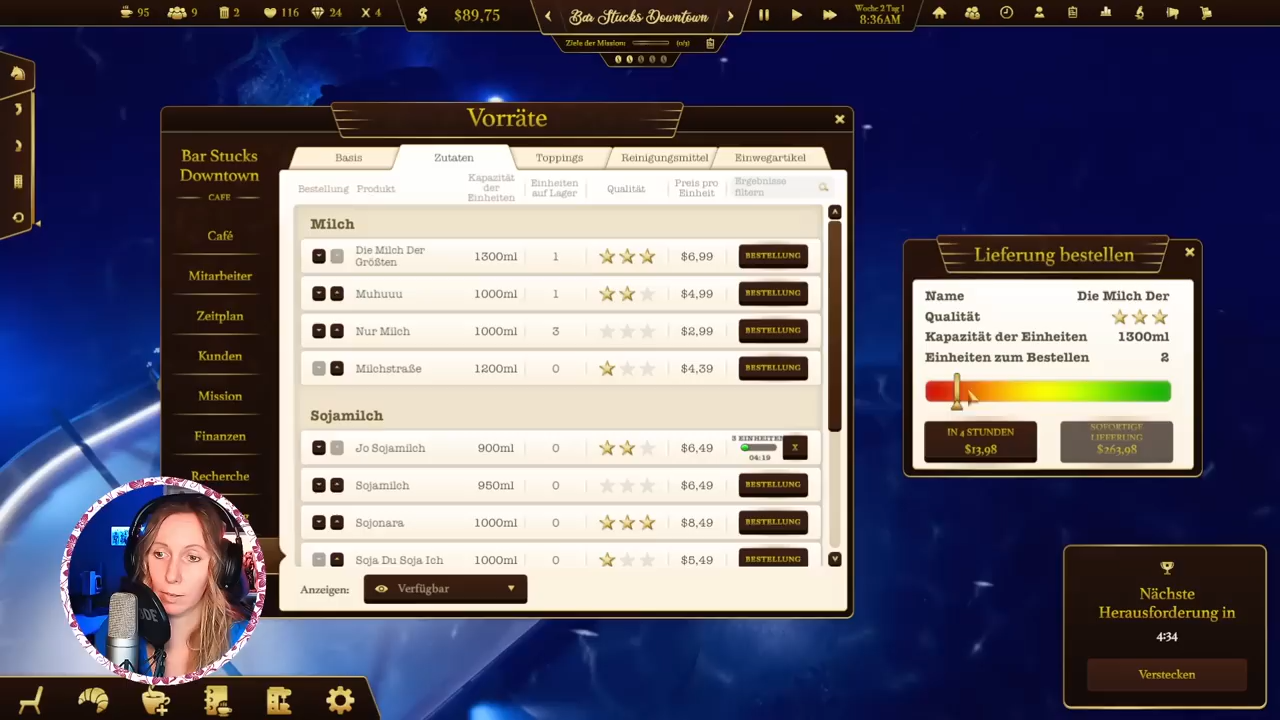 95 9 2 116 24 4
$89,75
Bar Stucks Downtown
Woche 2 Tag 1
8:36AM
Ziele der Mission: (0/3)
Vorräte
Bar Stucks
Downtown
CAFE
Café
Mitarbeiter
Zeitplan
Kunden
Mission
Finanzen
Recherche
Basis Zutaten Toppings Reinigungsmittel Einwegartikel
Bestellung Produkt Kapazität der Einheiten Einheiten auf Lager Qualität Preis pro Einheit Ergebnisse filtern
Milch
Die Milch Der Größten 1300ml 1 $6,99 BESTELLUNG
Muhuuu 1000ml 1 $4,99 BESTELLUNG
Nur Milch 1000ml 3 $2,99 BESTELLUNG
Milchstraße 1200ml 0 $4,39 BESTELLUNG
Sojamilch
Jo Sojamilch 900ml 0 $6,49 3 EINHEITEN 04:19 X
Sojamilch 950ml 0 $6,49 BESTELLUNG
Sojonara 1000ml 0 $8,49 BESTELLUNG
Soja Du Soja Ich 1000ml 0 $5,49 BESTELLUNG
Anzeigen: Verfügbar
Lieferung bestellen
Name Die Milch Der
Qualität
Kapazität der Einheiten 1300ml
Einheiten zum Bestellen 2
IN 4 STUNDEN
$13,98
SOFORTIGE
LIEFERUNG
$263,98
Nächste
Herausforderung in
4:34
Verstecken